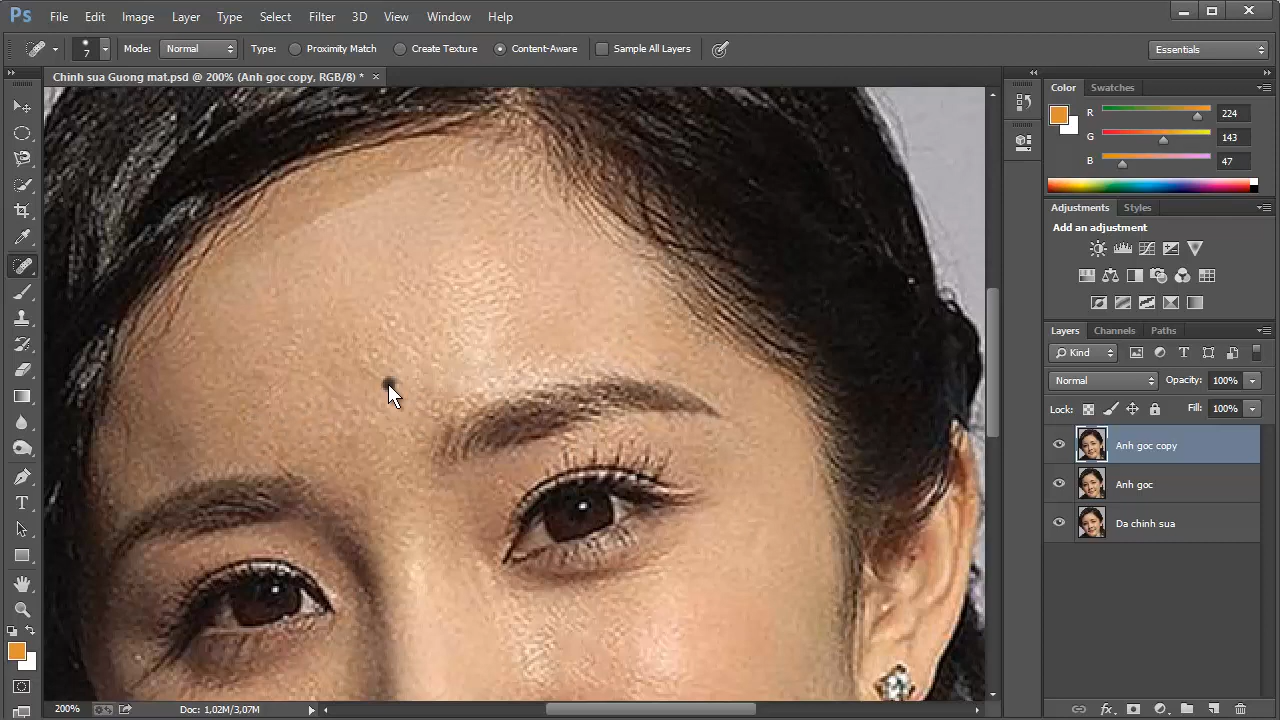 Ps File Edit Image Layer Type Select Filter 3D View Window Help
7 Mode: Normal Type: Proximity Match Create Texture Content-Aware Sample All Layers Essentials
Chinh sua Guong mat.psd @ 200% (Anh goc copy, RGB/8) * ×
Color Swatches
R 224
G 143
B 47
Adjustments Styles
Add an adjustment
Layers Channels Paths
Kind
Normal Opacity: 100%
Lock: Fill: 100%
Anh goc copy
Anh goc
Da chinh sua
200% Doc: 1,02M/3,07M